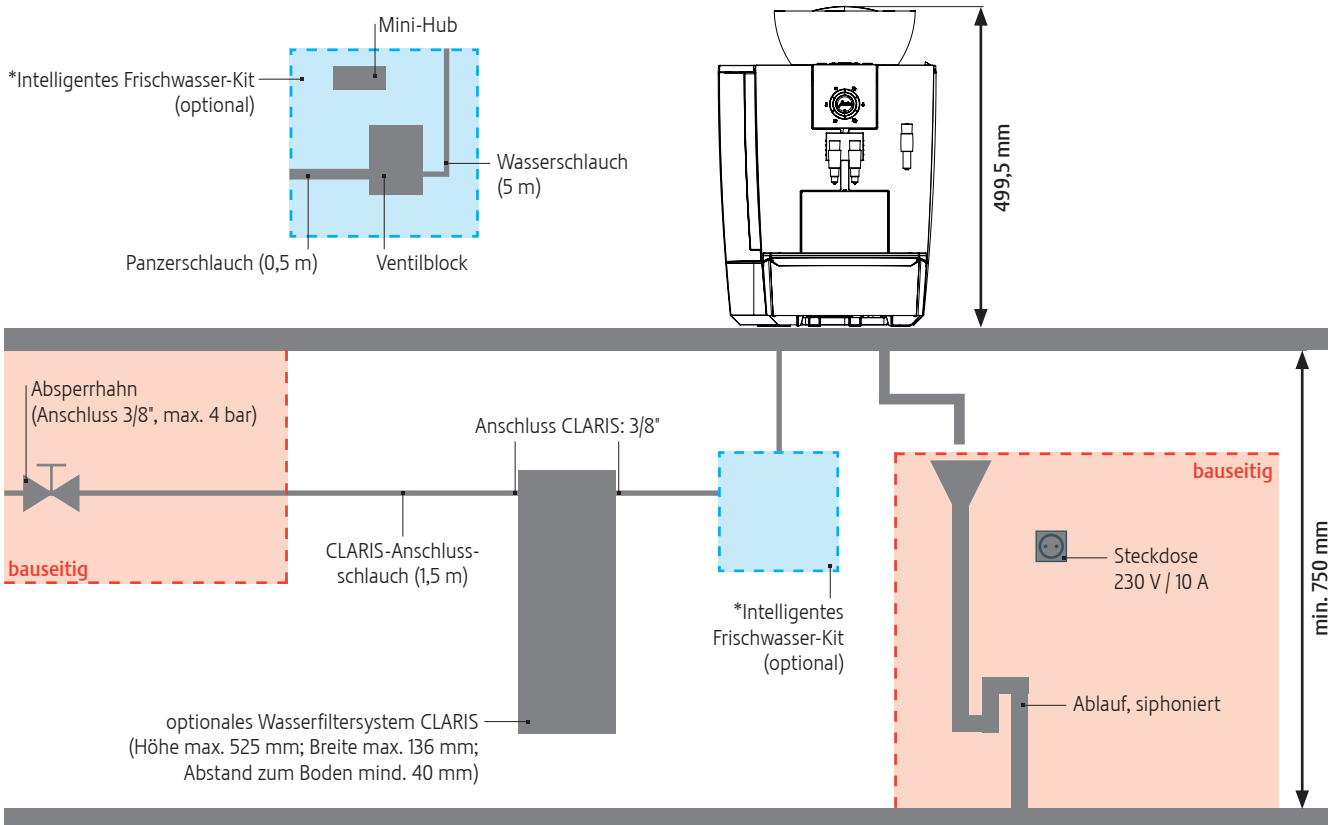 Mini-Hub
*Intelligentes Frischwasser-Kit
(optional)
Wasserschlauch
(5 m)
Panzerschlauch (0,5 m)
Ventilblock
499,5 mm
Absperrhahn
(Anschluss 3/8", max. 4 bar)
bauseitig
Anschluss CLARIS: 3/8"
CLARIS-Anschluss-
schlauch (1,5 m)
optionales Wasserfiltersystem CLARIS
(Höhe max. 525 mm; Breite max. 136 mm;
Abstand zum Boden mind. 40 mm)
*Intelligentes
Frischwasser-Kit
(optional)
bauseitig
Steckdose
230 V / 10 A
Ablauf, siphoniert
min. 750 mm